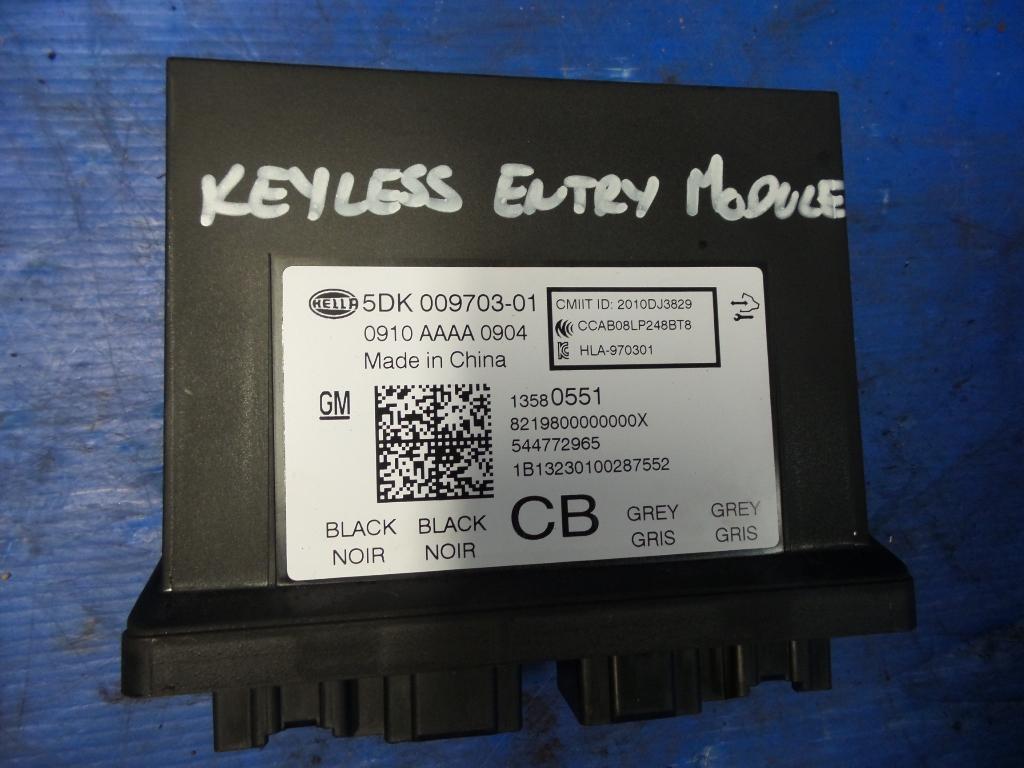 KEYLESS ENTRY MODULE
HELLA 5DK 009703-01
0910 AAAA 0904
Made in China
CMIIT ID: 2010DJ3829
CCAB08LP248BT8
HLA-970301
GM
13580551
8219800000000X
544772965
1B13230100287552
BLACK NOIR
BLACK NOIR
CB
GREY GRIS
GREY GRIS